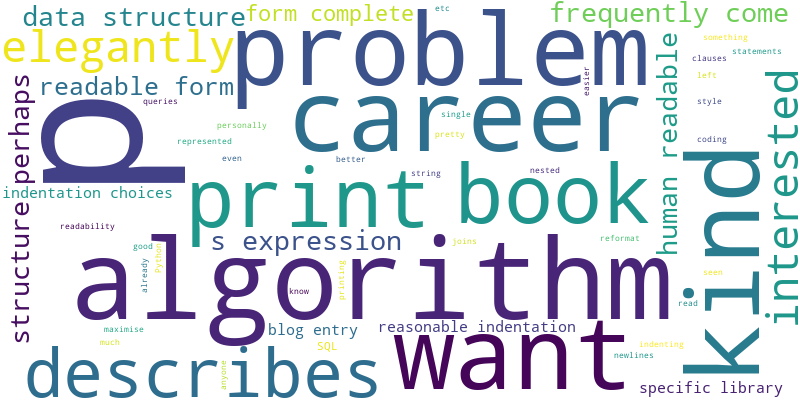 data structure
form complete
etc
frequently come
elegantly
problem
something
statements
clauses
left
readable form
queries
career
easier
human readable
style
interested
structure perhaps
p
personally
single
pretty
coding
represented
even
better
string
nested
kind
indentation choices
print
book
readability
s expression
joins
reformat
good
already
Python
algorithm
know
printing
seen
read
maximise
much
blog entry
reasonable indentation
want
SQL
indenting
newlines
describes
anyone
specific library